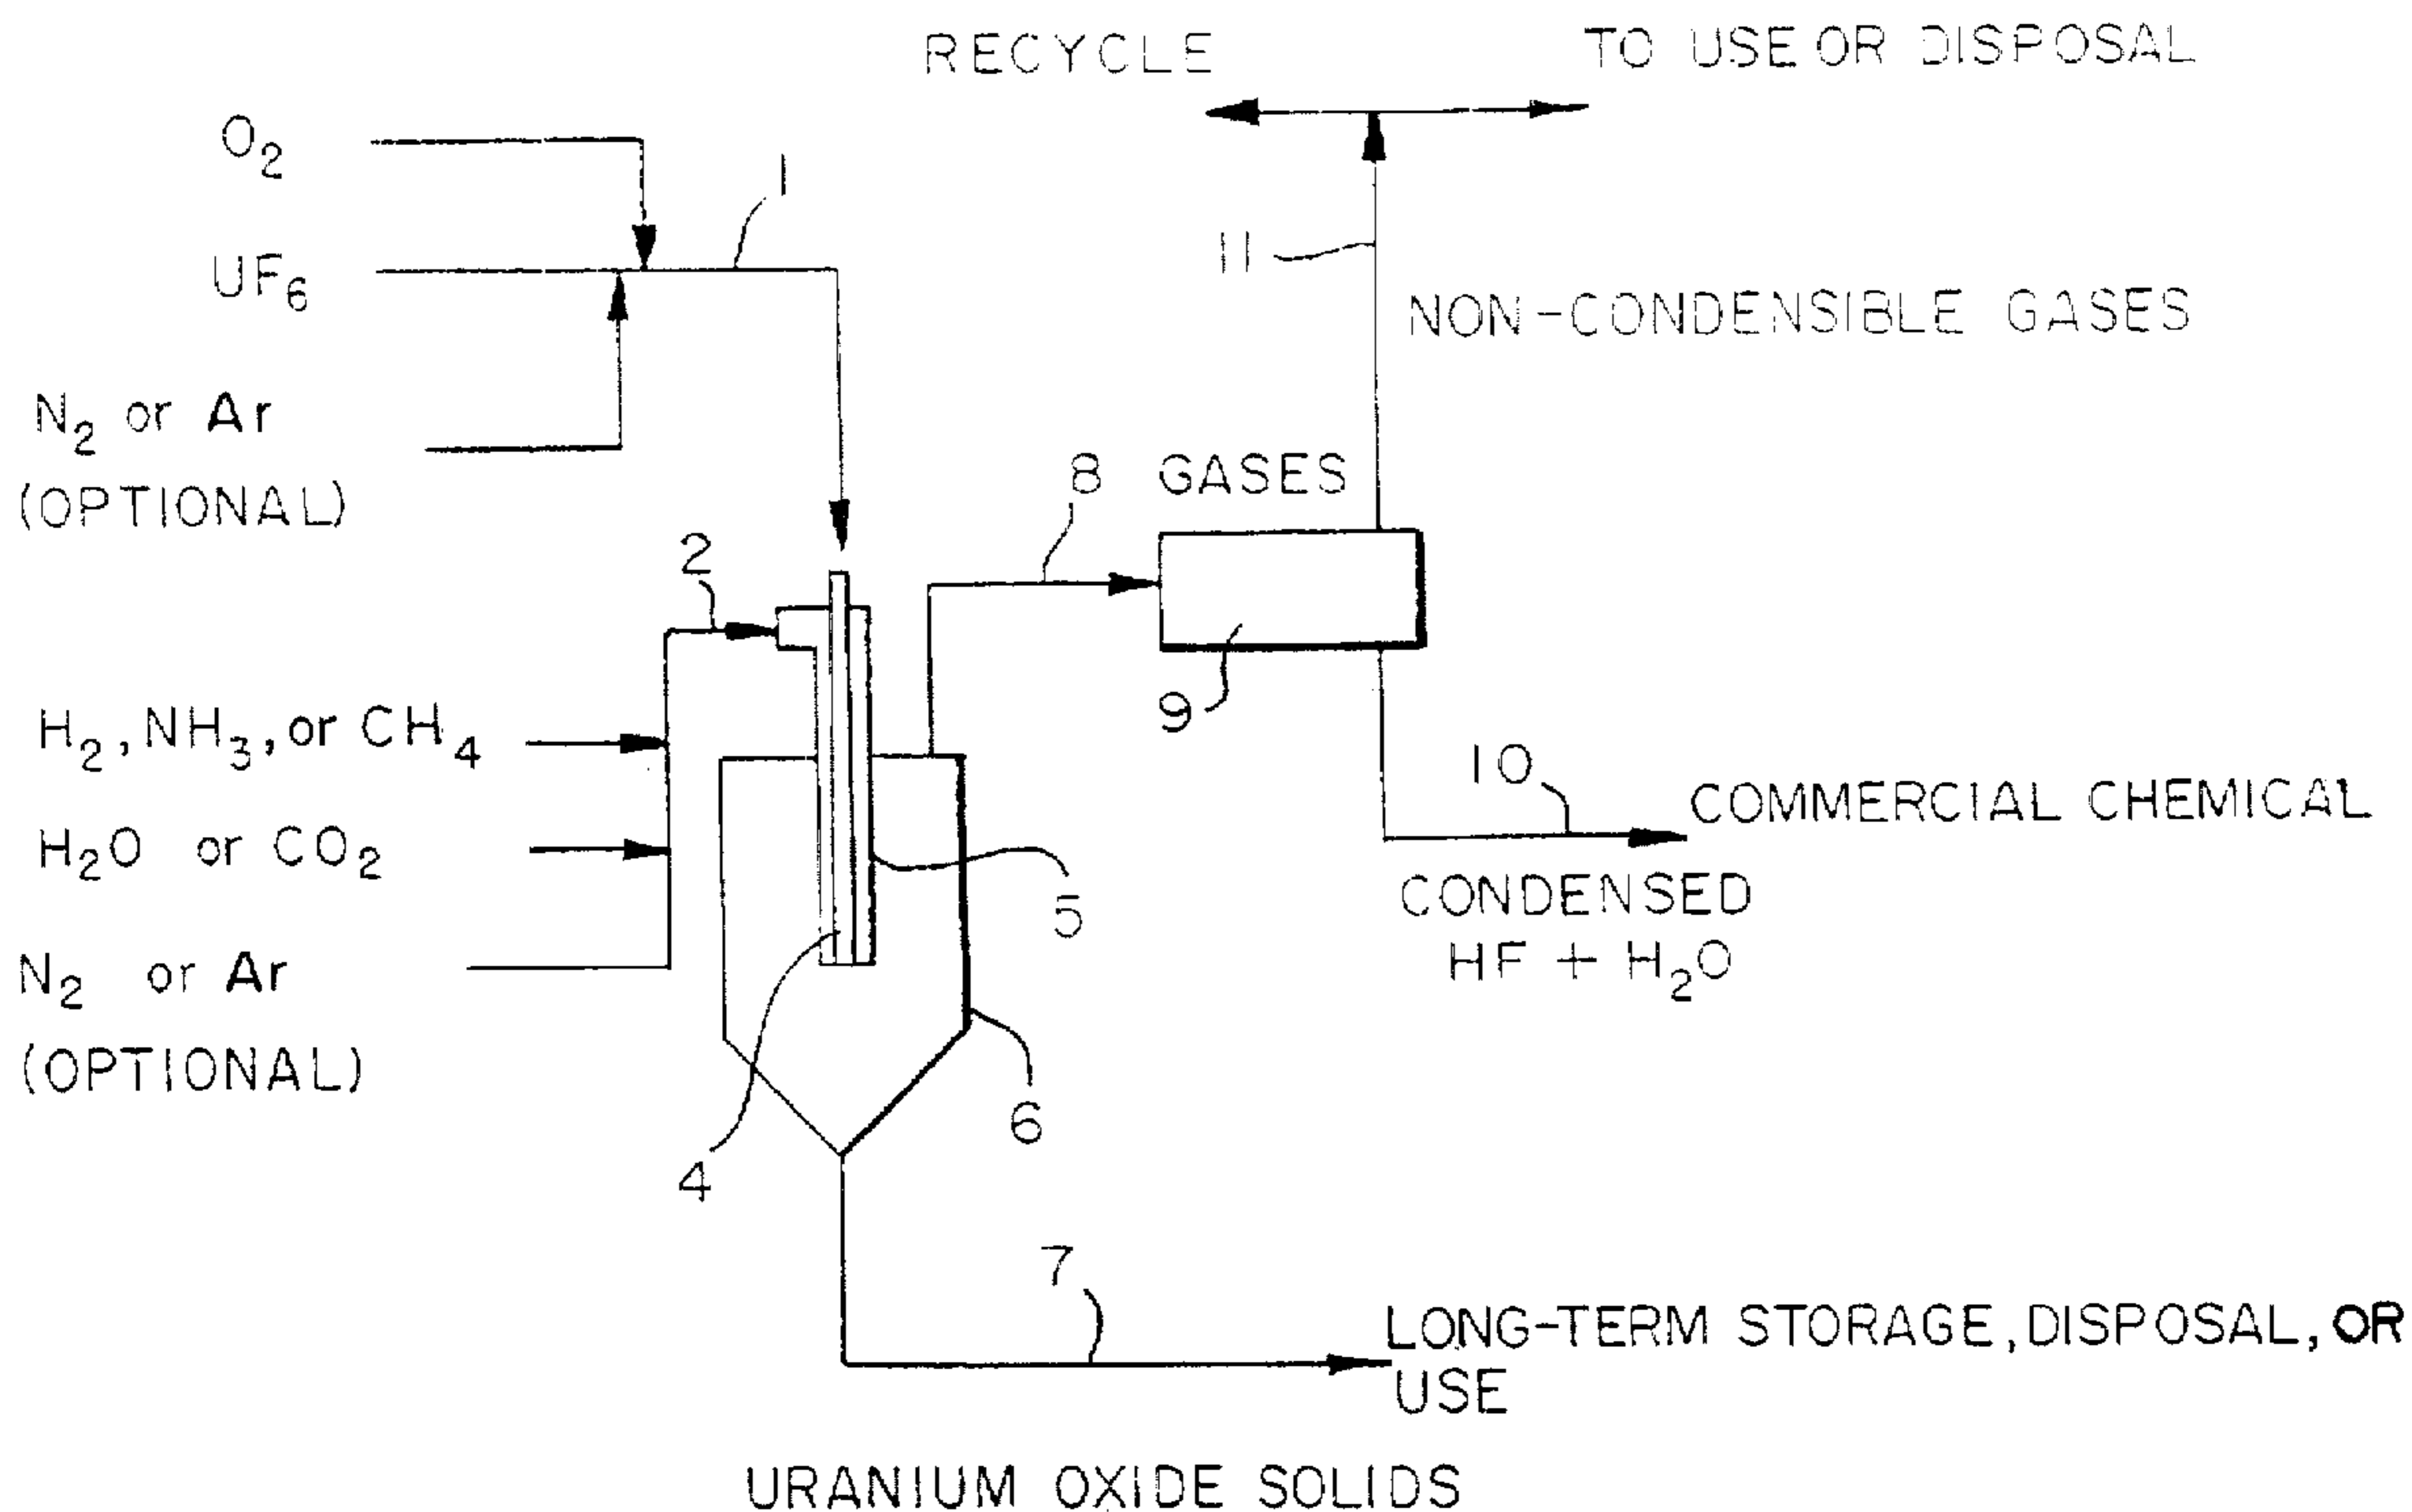 RECYCLE
TO USE OR DISPOSAL
O2
1
UF6
11
NON-CONDENSIBLE GASES
N2 or Ar
(OPTIONAL)
8 GASES
2
9
H2, NH3, or CH4
10
COMMERCIAL CHEMICAL
H2O or CO2
CONDENSED
HF + H2O
5
N2 or Ar
(OPTIONAL)
6
4
7
LONG-TERM STORAGE, DISPOSAL, OR
USE
URANIUM OXIDE SOLIDS